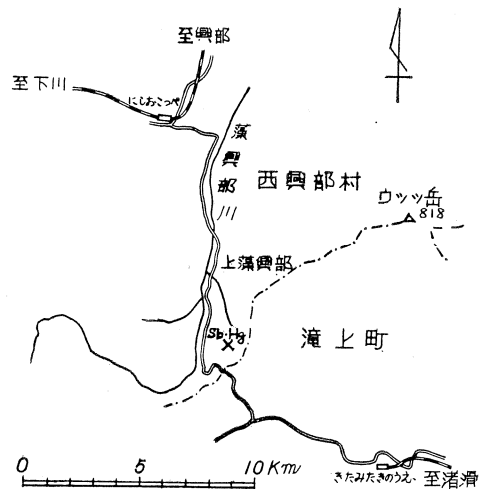 至興部
至下川
にしおこっぺ
藻興部川
西興部村
ウッツ岳
818
上藻興部
Sb・Hg
滝上町
0 5 10 Km
きたみたきのうえ
至渚滑